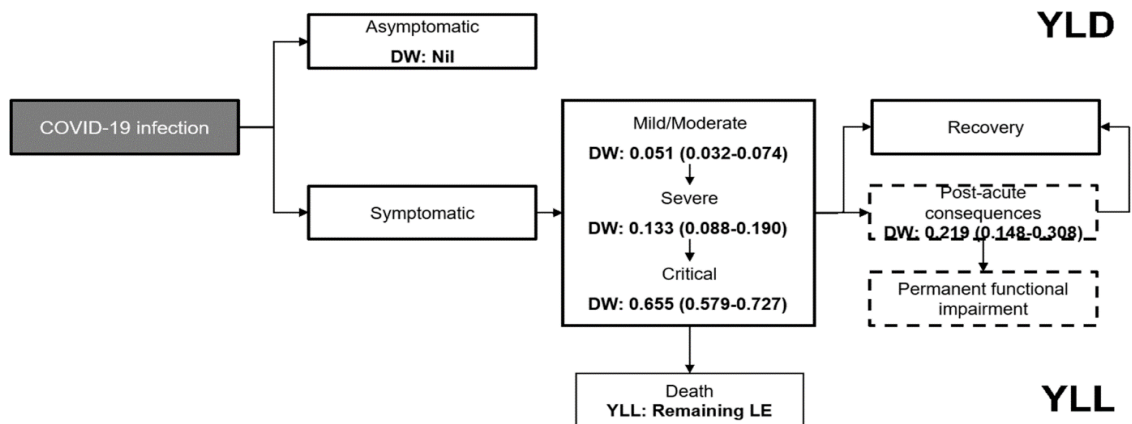 YLD
Asymptomatic
DW: Nil
COVID-19 infection
Symptomatic
Mild/Moderate
DW: 0.051 (0.032-0.074)
Severe
DW: 0.133 (0.088-0.190)
Critical
DW: 0.655 (0.579-0.727)
Recovery
Post-acute
consequences
DW: 0.219 (0.148-0.308)
Permanent functional
impairment
Death
YLL: Remaining LE
YLL